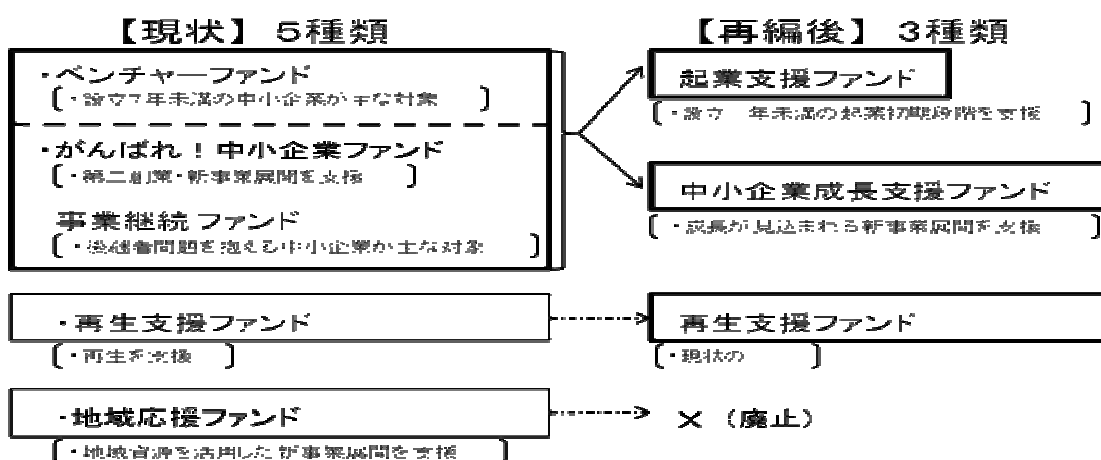 【現状】 5種類
・ベンチャーファンド
〔・設立7年未満の中小企業が主な対象 〕
・がんばれ！中小企業ファンド
〔・第二創業・新事業展開を支援 〕
事業継続ファンド
〔・後継者問題を抱える中小企業が主な対象 〕
・再生支援ファンド
〔・再生を支援 〕
・地域応援ファンド
〔・地域資源を活用した新事業展開を支援 〕
【再編後】 3種類
起業支援ファンド
〔・設立 年未満の起業初期段階を支援 〕
中小企業成長支援ファンド
〔・成長が見込まれる新事業展開を支援 〕
再生支援ファンド
〔・現状の 〕
× （廃止）